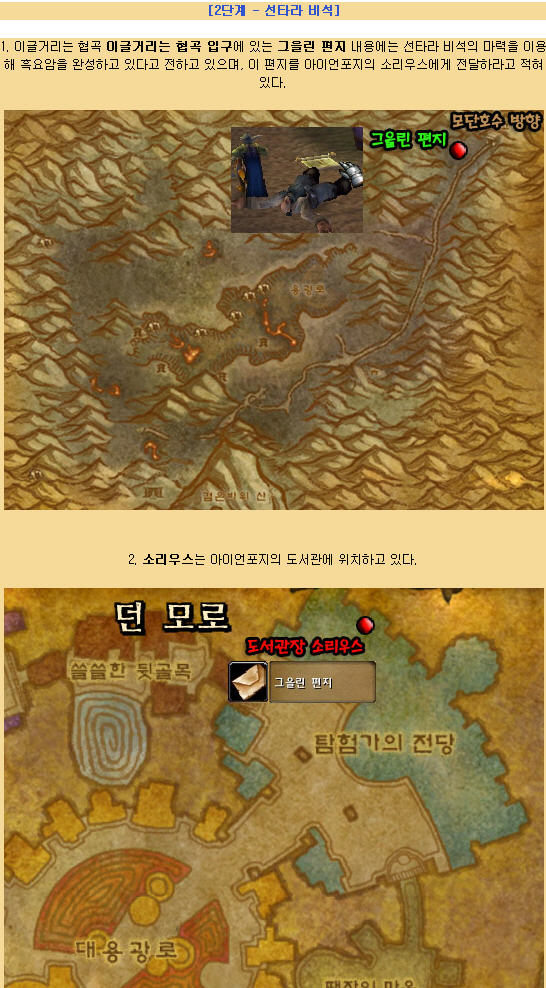 [2단계 - 선타라 비석]
1. 이글거리는 협곡 이글거리는 협곡 입구에 있는 그을린 편지 내용에는 선타라 비석의 마력을 이용
해 흑요암을 완성하고 있다고 전하고 있으며, 이 편지를 아이언포지의 소리우스에게 전달하라고 적혀
있다.
모단호수 방향
그을린 편지
용광로
검은바위 산
2. 소리우스는 아이언포지의 도서관에 위치하고 있다.
던 모로
도서관장 소리우스
쓸쓸한 뒷골목
그을린 편지
탐험가의 전당
대용광로